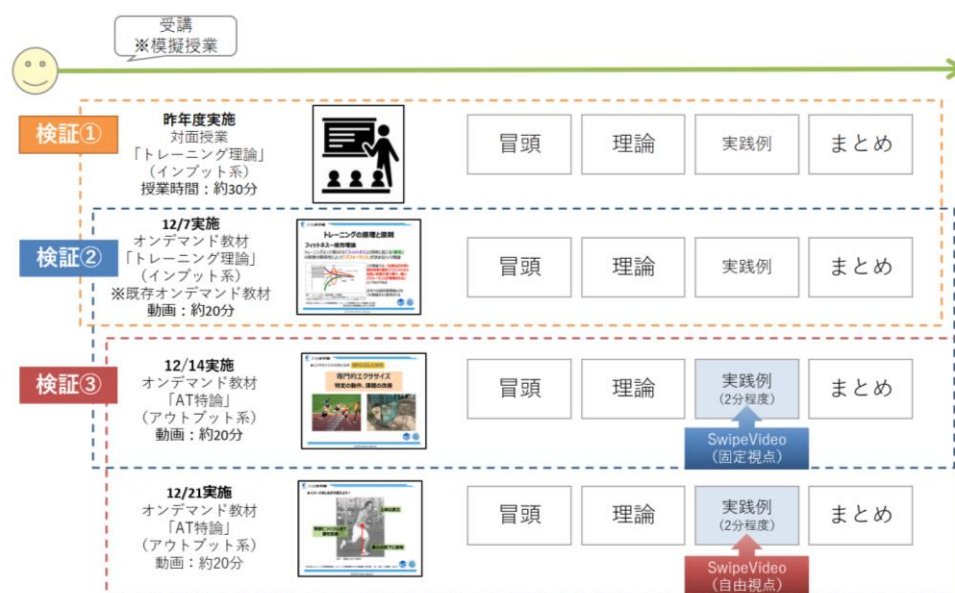 受講
※模擬授業
検証①
昨年度実施
対面授業
「トレーニング理論」
(インプット系)
授業時間：約30分
冒頭
理論
実践例
まとめ
検証②
12/7実施
オンデマンド教材
「トレーニング理論」
(インプット系)
※既存オンデマンド教材
動画：約20分
トレーニングの原理と原則
フィットネスー疲労理論
冒頭
理論
実践例
まとめ
検証③
12/14実施
オンデマンド教材
「AT特論」
(アウトプット系)
動画：約20分
専門的エクササイズ
特定の動作、課題の改善
冒頭
理論
実践例
(2分程度)
まとめ
SwipeVideo
(固定視点)
12/21実施
オンデマンド教材
「AT特論」
(アウトプット系)
動画：約20分
冒頭
理論
実践例
(2分程度)
まとめ
SwipeVideo
(自由視点)